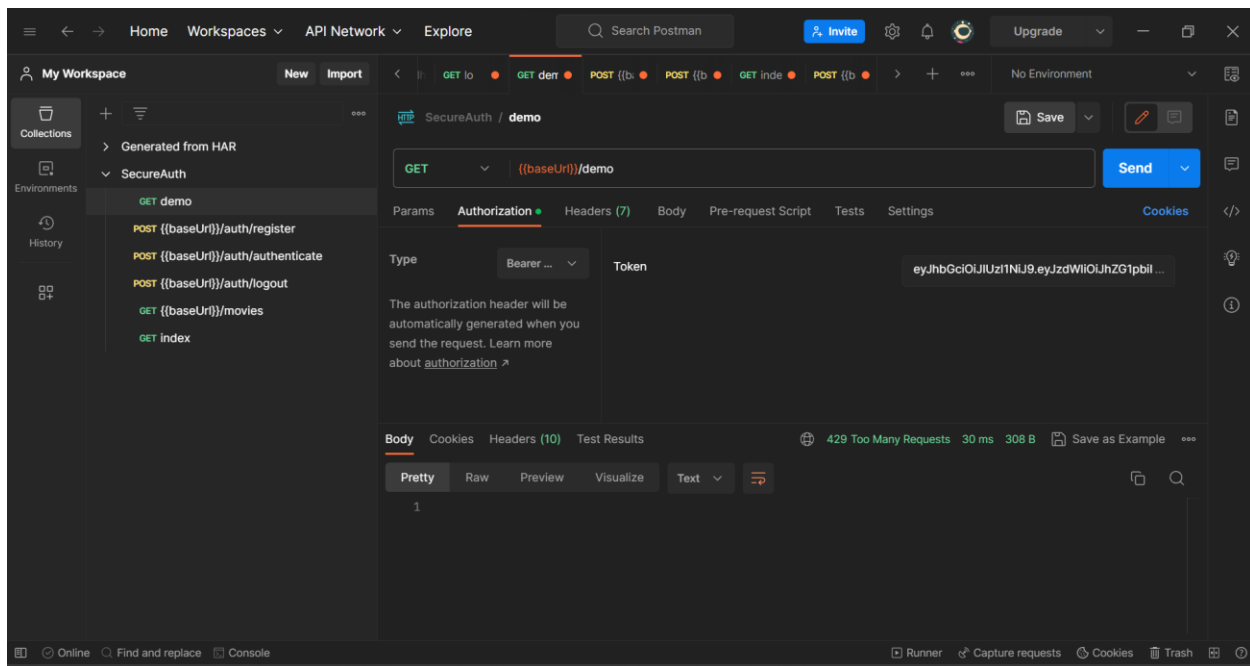 Home Workspaces API Network Explore Search Postman Invite Upgrade
My Workspace New Import
GET lo GET dem POST {{b POST {{b GET inde POST {{b No Environment
Collections
Environments
History
Generated from HAR
SecureAuth
GET demo
POST {{baseUrl}}/auth/register
POST {{baseUrl}}/auth/authenticate
POST {{baseUrl}}/auth/logout
GET {{baseUrl}}/movies
GET index
HTTP SecureAuth / demo Save
GET {{baseUrl}}/demo Send
Params Authorization Headers (7) Body Pre-request Script Tests Settings Cookies
Type Bearer ... Token eyJhbGciOiJIUzI1NiJ9.eyJzdWIiOiJhZG1pbiI ...
The authorization header will be
automatically generated when you
send the request. Learn more
about authorization
Body Cookies Headers (10) Test Results 429 Too Many Requests 30 ms 308 B Save as Example
Pretty Raw Preview Visualize Text
1
Online Find and replace Console Runner Capture requests Cookies Trash